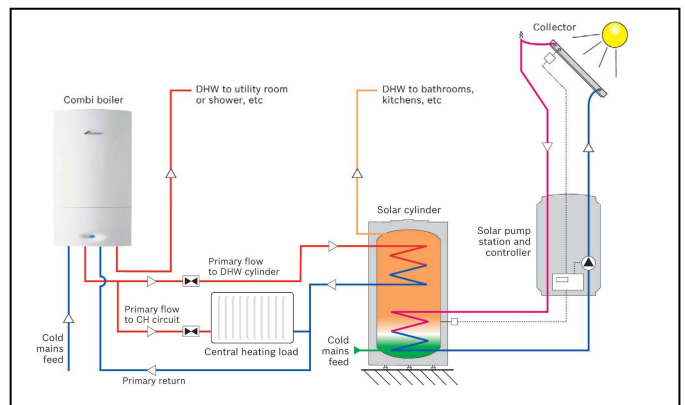 Collector
Combi boiler
DHW to utility room
or shower, etc
DHW to bathrooms,
kitchens, etc
Solar cylinder
Solar pump
station and
controller
Primary flow
to DHW cylinder
Primary flow
to CH circuit
Central heating load
Cold
mains
feed
Cold
mains
feed
Primary return